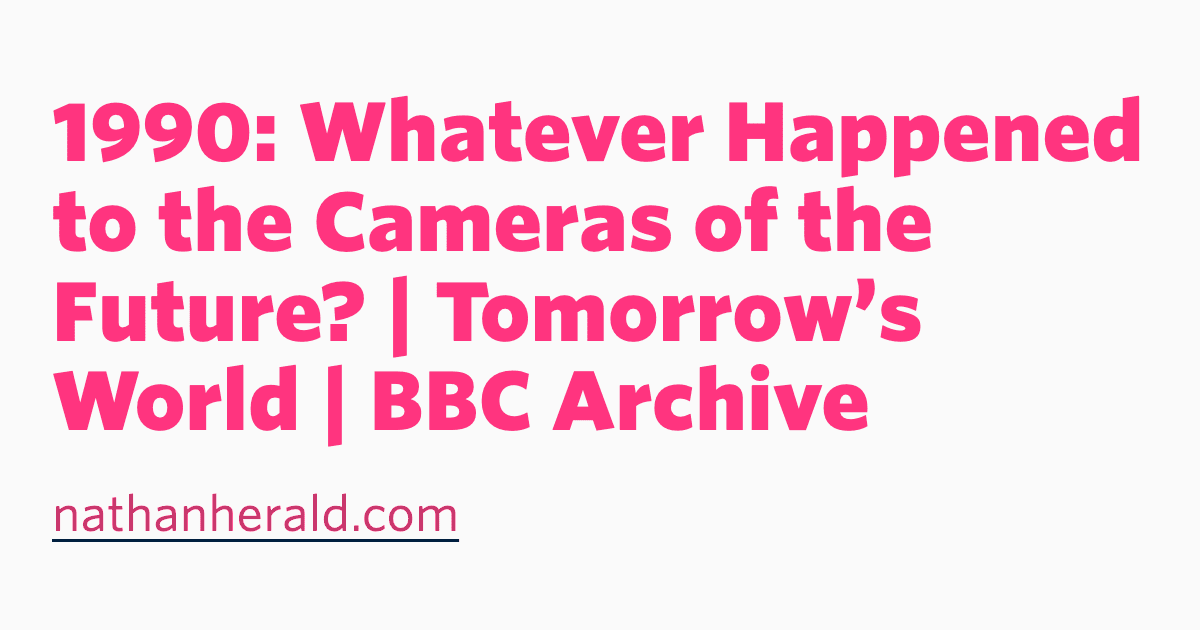 1990: Whatever Happened
to the Cameras of the
Future? | Tomorrow’s
World | BBC Archive
nathanherald.com